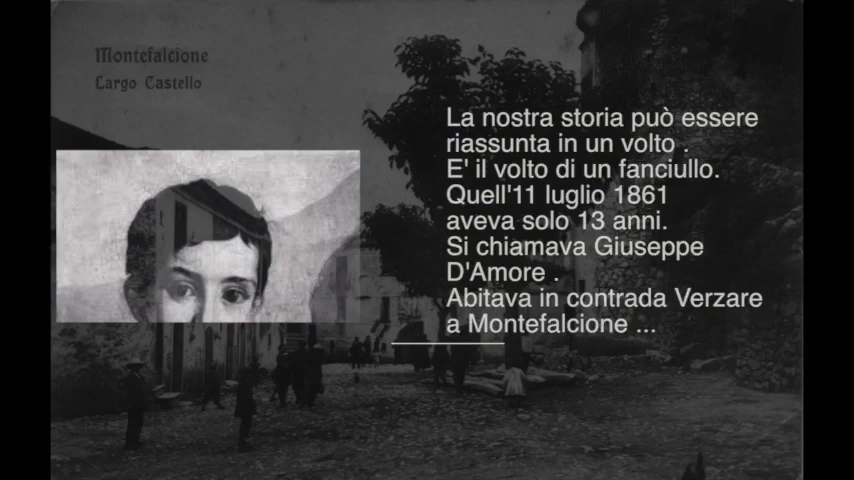 Montefalcione
Largo Castello
La nostra storia può essere
riassunta in un volto .
E' il volto di un fanciullo.
Quell'11 luglio 1861
aveva solo 13 anni.
Si chiamava Giuseppe
D'Amore .
Abitava in contrada Verzare
a Montefalcione ...